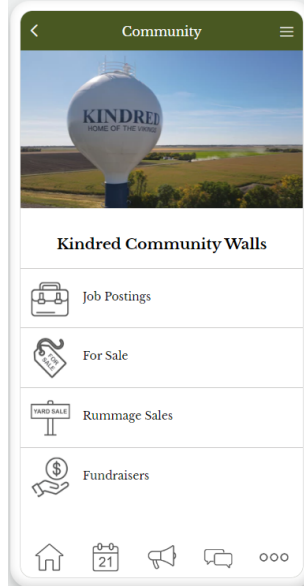 Community
KINDRED
HOME OF THE VIKINGS
Kindred Community Walls
Job Postings
FOR
SALE
For Sale
YARD SALE
Rummage Sales
$
Fundraisers
21